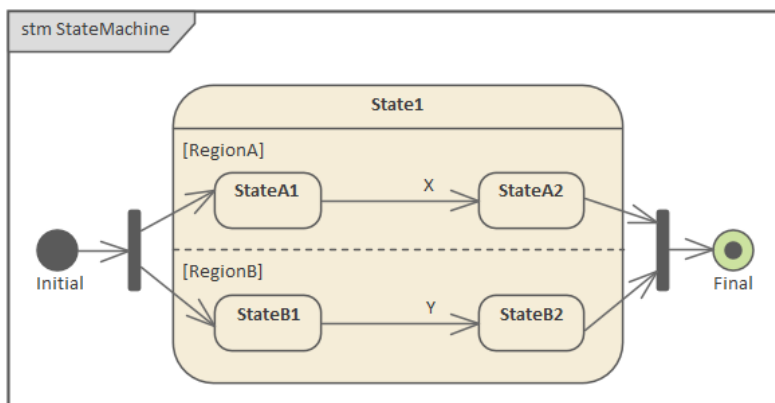 stm StateMachine
State1
[RegionA]
StateA1
X
StateA2
Initial
[RegionB]
StateB1
Y
StateB2
Final